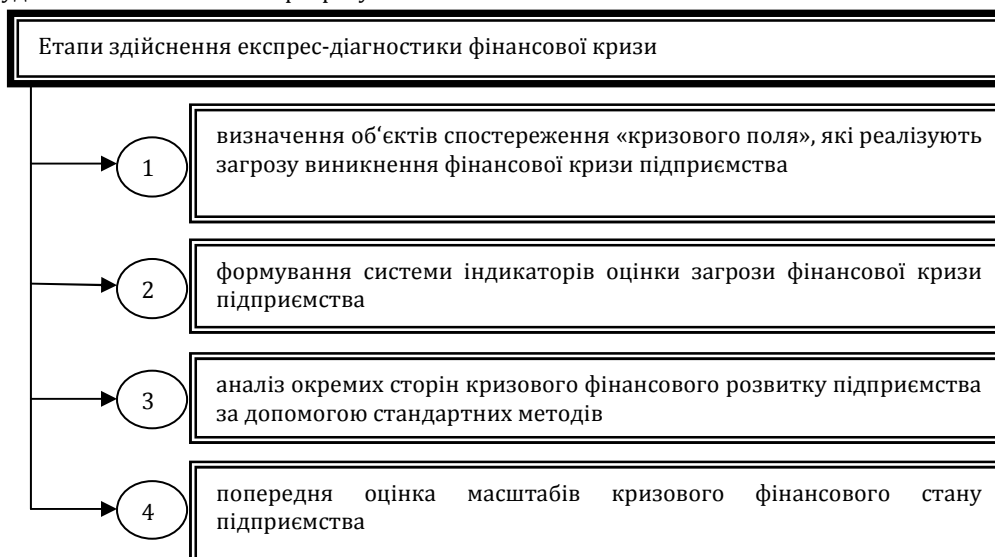 Етапи здійснення експрес-діагностики фінансової кризи
1
визначення об‘єктів спостереження «кризового поля», які реалізують
загрозу виникнення фінансової кризи підприємства
2
формування системи індикаторів оцінки загрози фінансової кризи
підприємства
3
аналіз окремих сторін кризового фінансового розвитку підприємства
за допомогою стандартних методів
4
попередня оцінка масштабів кризового фінансового стану
підприємства